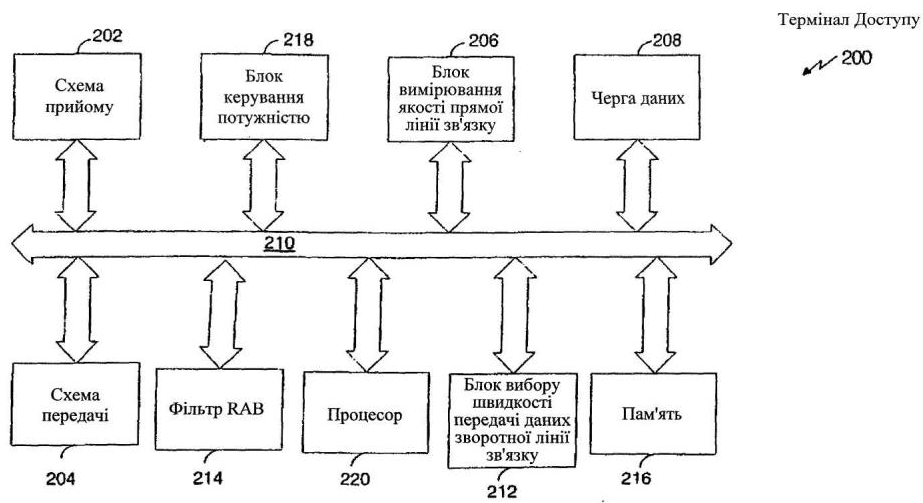 Термінал Доступу
200
202
218
206
208
Схема
прийому
Блок
керування
потужністю
Блок
вимірювання
якості прямої
лінії зв'язку
Черга даних
210
Схема
передачі
Фільтр RAB
Процесор
Блок вибору
швидкості
передачі даних
зворотної лінії
зв'язку
Пам'ять
204
214
220
212
216